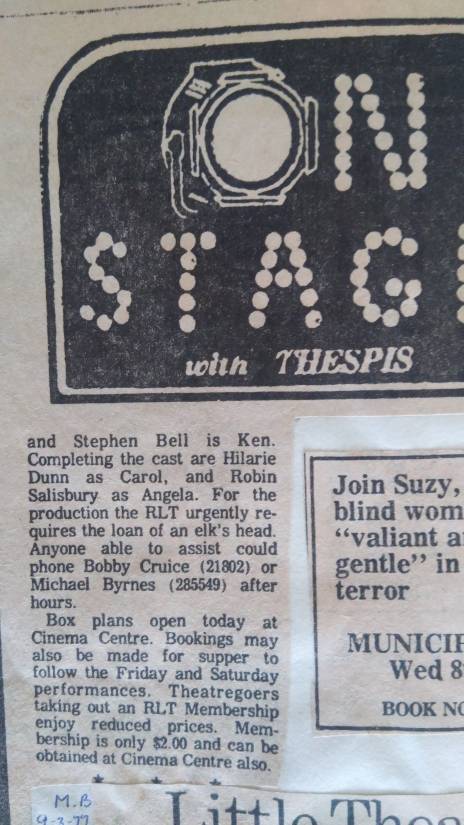 ON
STAG
with THESPIS
and Stephen Bell is Ken.
Completing the cast are Hilarie
Dunn as Carol, and Robin
Salisbury as Angela. For the
production the RLT urgently re-
quires the loan of an elk's head.
Anyone able to assist could
phone Bobby Cruice (21802) or
Michael Byrnes (285549) after
hours.
Box plans open today at
Cinema Centre. Bookings may
also be made for supper to
follow the Friday and Saturday
performances. Theatregoers
taking out an RLT Membership
enjoy reduced prices. Mem-
bership is only $2.00 and can be
obtained at Cinema Centre also.
Join Suzy,
blind wom
"valiant a
gentle" in
terror
MUNICIP
Wed 8
BOOK NO
M.B
9-3-77
Little Thea